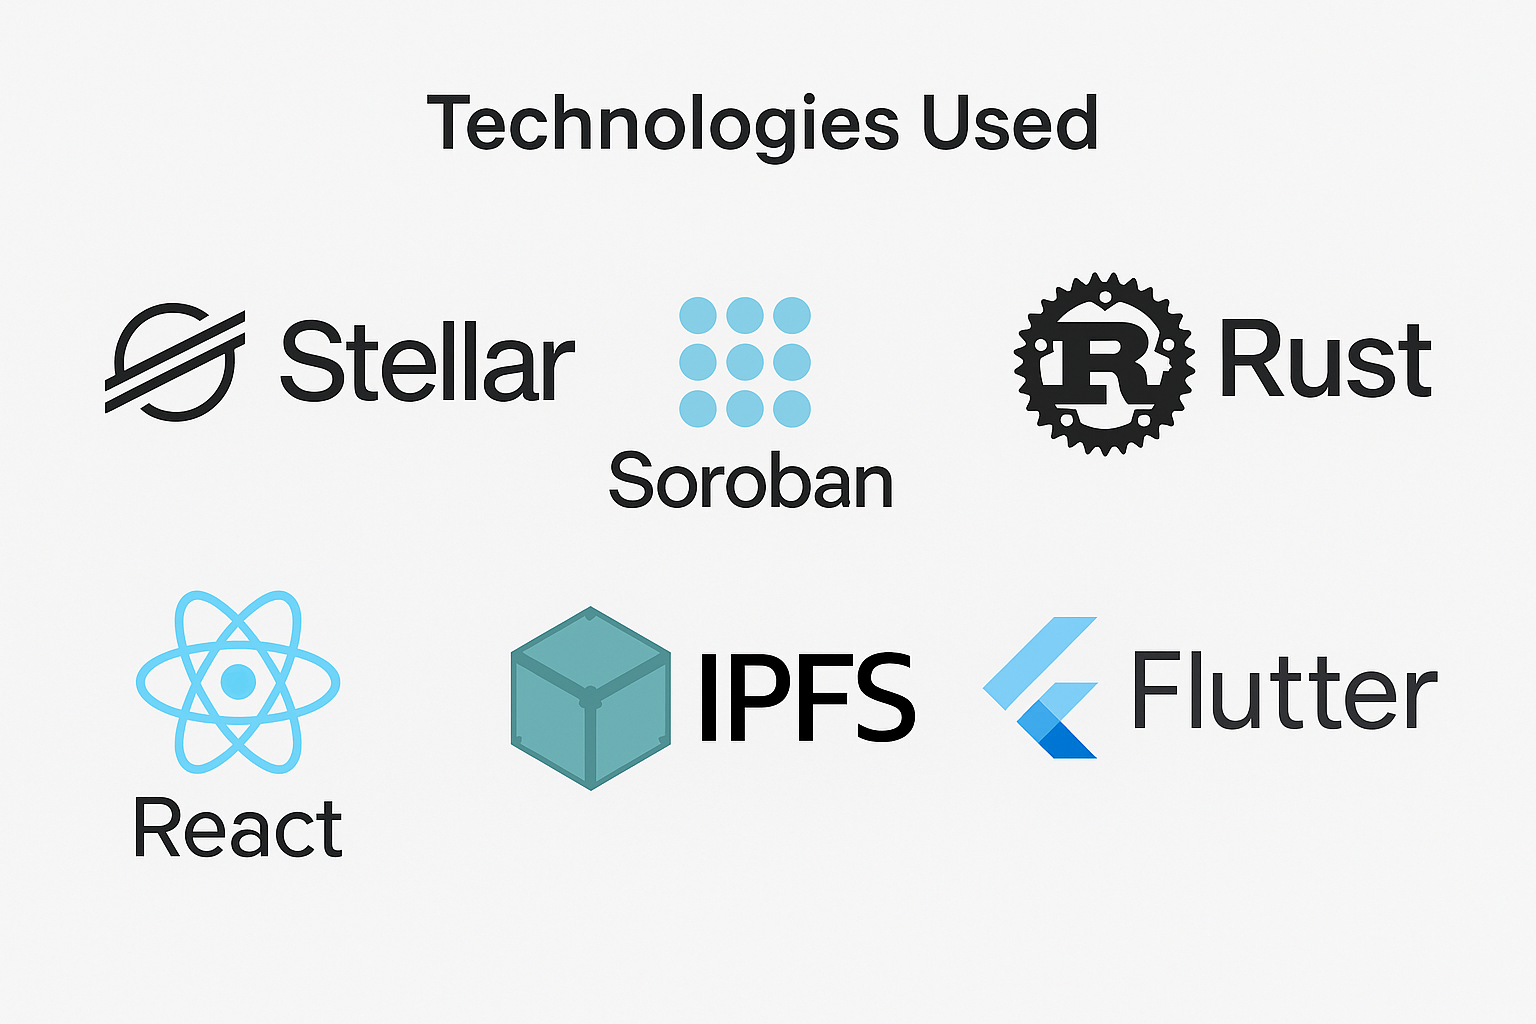 Technologies Used
Stellar
Soroban
Rust
React
IPFS
Flutter